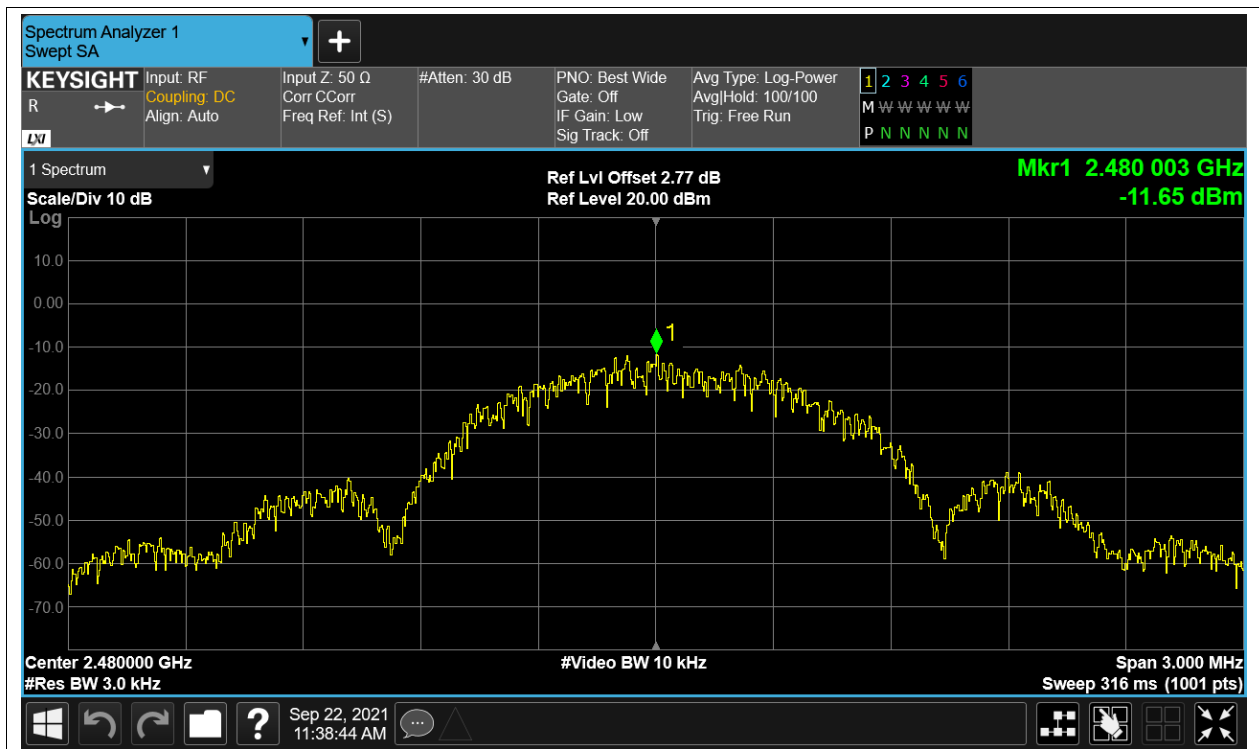 Spectrum Analyzer 1
Swept SA
KEYSIGHT
R
LXI
Input: RF
Coupling: DC
Align: Auto
Input Z: 50 Ω
Corr CCorr
Freq Ref: Int (S)
#Atten: 30 dB
PNO: Best Wide
Gate: Off
IF Gain: Low
Sig Track: Off
Avg Type: Log-Power
Avg|Hold: 100/100
Trig: Free Run
1 2 3 4 5 6
M W W W W W
P N N N N N
1 Spectrum
Scale/Div 10 dB
Ref Lvl Offset 2.77 dB
Ref Level 20.00 dBm
Mkr1 2.480 003 GHz
-11.65 dBm
Log
10.0
0.00
-10.0
-20.0
-30.0
-40.0
-50.0
-60.0
-70.0
1
Center 2.480000 GHz
#Res BW 3.0 kHz
#Video BW 10 kHz
Span 3.000 MHz
Sweep 316 ms (1001 pts)
?
Sep 22, 2021
11:38:44 AM